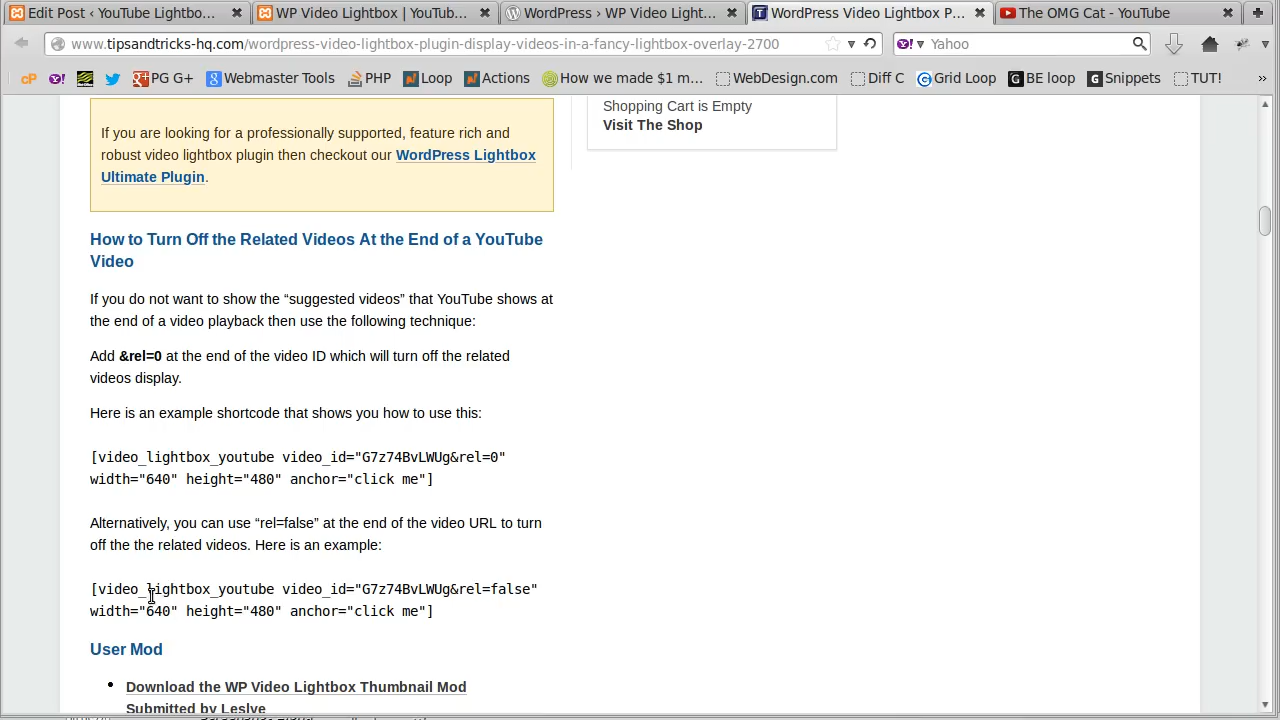 Edit Post ‹ YouTube Lightbo...
WP Video Lightbox | YouTub...
WordPress › WP Video Light...
WordPress Video Lightbox P...
The OMG Cat - YouTube
www.tipsandtricks-hq.com/wordpress-video-lightbox-plugin-display-videos-in-a-fancy-lightbox-overlay-2700
Yahoo
cP
PG G+
Webmaster Tools
PHP
Loop
Actions
How we made $1 m...
WebDesign.com
Diff C
Grid Loop
BE loop
Snippets
TUT!
»
Shopping Cart is Empty
Visit The Shop
If you are looking for a professionally supported, feature rich and
robust video lightbox plugin then checkout our WordPress Lightbox
Ultimate Plugin.
How to Turn Off the Related Videos At the End of a YouTube
Video
If you do not want to show the “suggested videos” that YouTube shows at
the end of a video playback then use the following technique:
Add &rel=0 at the end of the video ID which will turn off the related
videos display.
Here is an example shortcode that shows you how to use this:
[video_lightbox_youtube video_id="G7z74BvLWUg&rel=0"
width="640" height="480" anchor="click me"]
Alternatively, you can use “rel=false” at the end of the video URL to turn
off the the related videos. Here is an example:
[video_lightbox_youtube video_id="G7z74BvLWUg&rel=false"
width="640" height="480" anchor="click me"]
User Mod
Download the WP Video Lightbox Thumbnail Mod
Submitted by Leslye